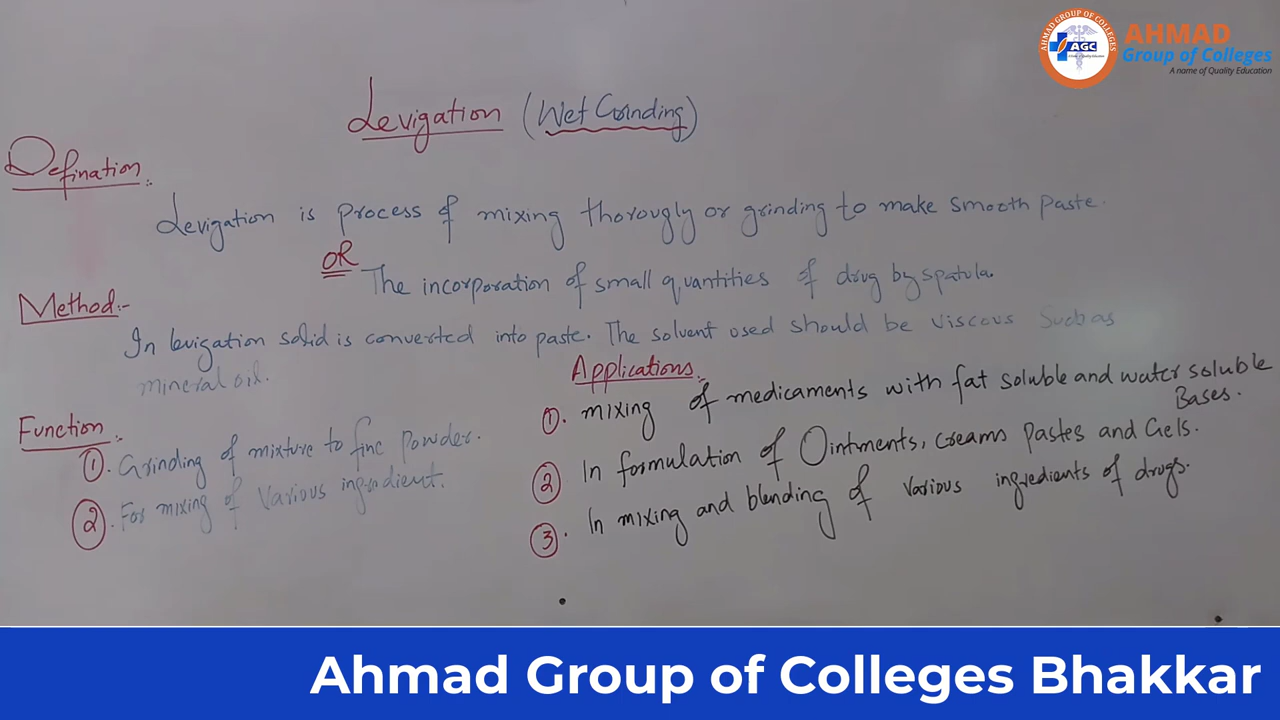 AHMAD GROUP OF COLLEGES
AGC
AHMAD
Group of Colleges
A name of Quality Education
Levigation (Wet Grinding)
Defination:
Levigation is process of mixing thorougly or grinding to make smooth paste.
OR
The incorporation of small quantities of drug by spatula.
Method:-
In levigation solid is converted into paste. The solvent used should be viscous such as
mineral oil.
Function:
①. Grinding of mixture to fine powder.
②. For mixing of various ingredient.
Applications:
①. mixing of medicaments with fat soluble and water soluble
Bases.
② In formulation of Ointments, creams Pastes and Gels.
③. In mixing and blending of various ingredients of drugs.
Ahmad Group of Colleges Bhakkar